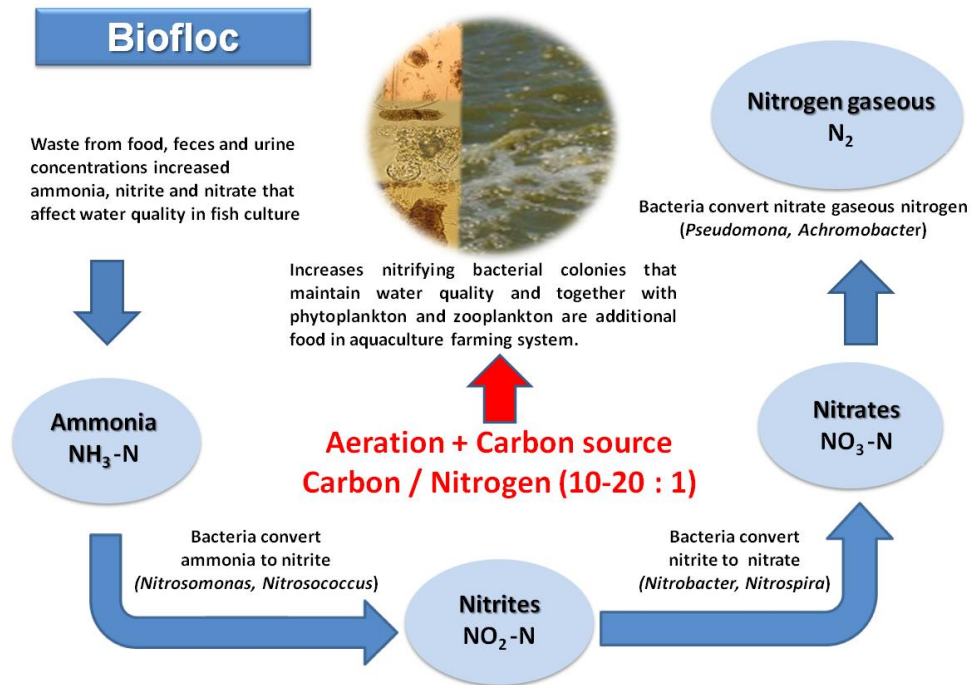 Biofloc
Waste from food, feces and urine
concentrations increased
ammonia, nitrite and nitrate that
affect water quality in fish culture
Increases nitrifying bacterial colonies that
maintain water quality and together with
phytoplankton and zooplankton are additional
food in aquaculture farming system.
Nitrogen gaseous
N₂
Bacteria convert nitrate gaseous nitrogen
(Pseudomona, Achromobacter)
Ammonia
NH₃-N
Aeration + Carbon source
Carbon / Nitrogen (10-20 : 1)
Nitrates
NO₃-N
Bacteria convert
ammonia to nitrite
(Nitrosomonas, Nitrosococcus)
Nitrites
NO₂-N
Bacteria convert
nitrite to nitrate
(Nitrobacter, Nitrospira)